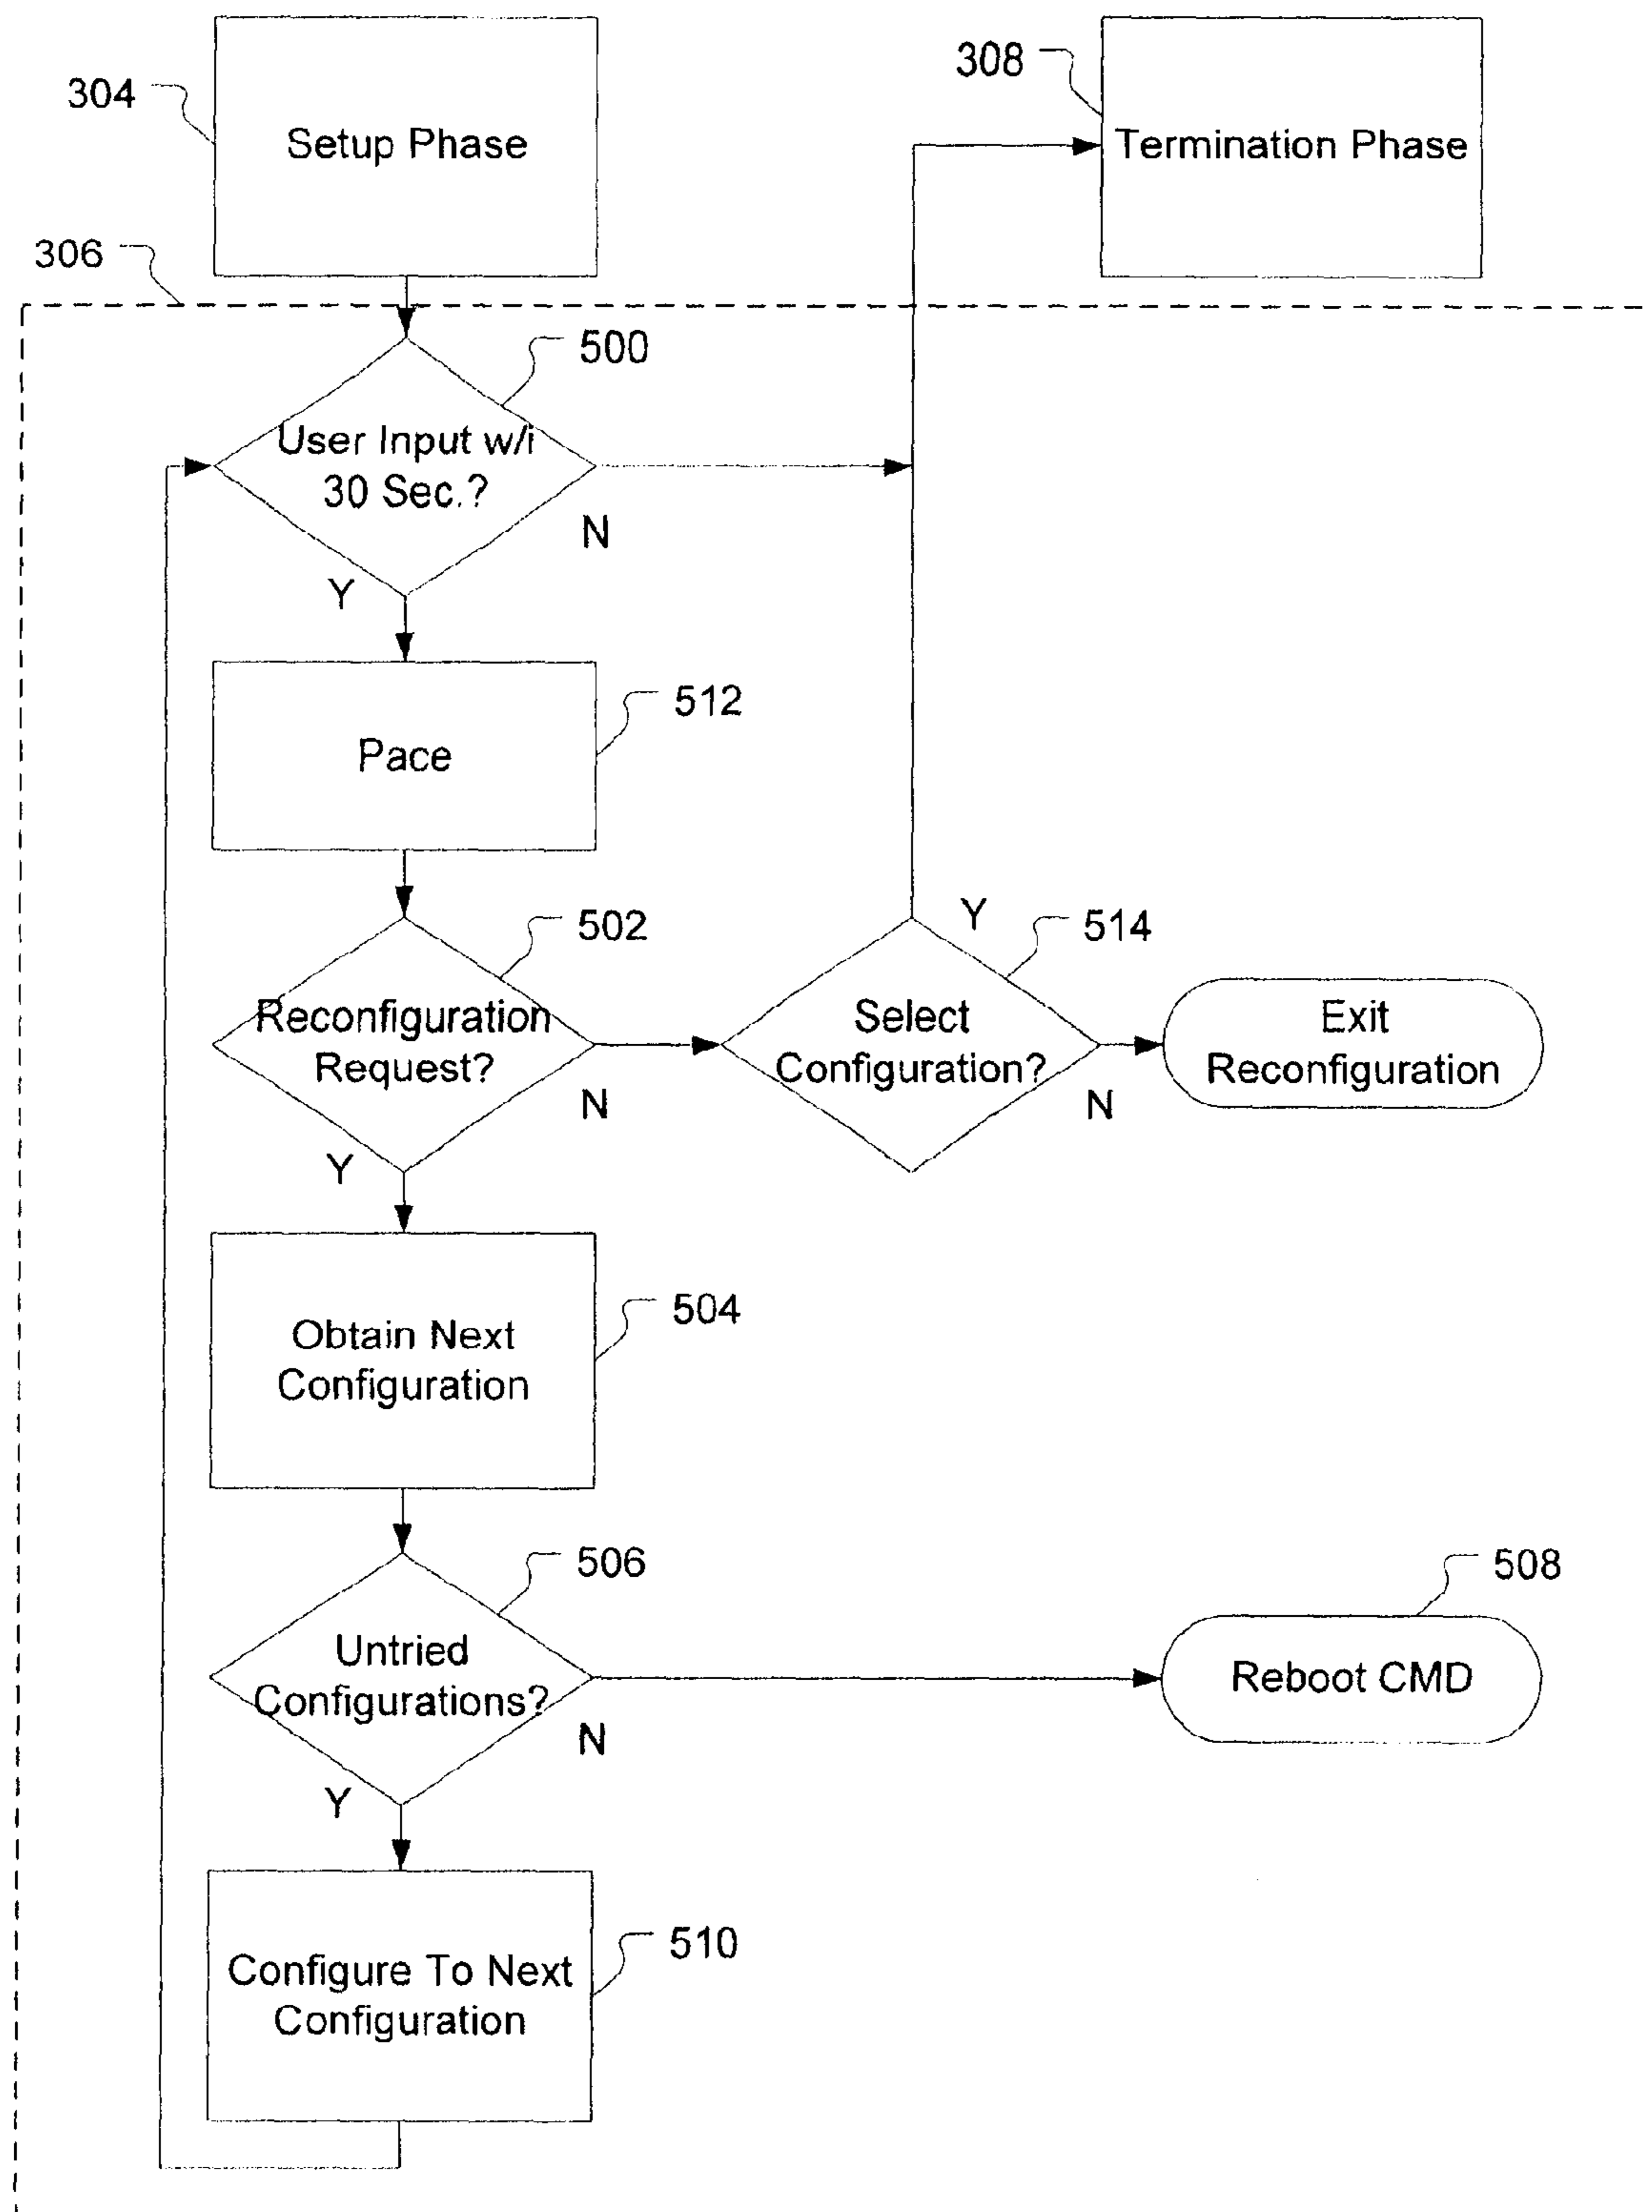 304
Setup Phase
308
Termination Phase
306
500
User Input w/i
30 Sec.?
N
Y
512
Pace
502
Reconfiguration
Request?
N
Y
Y
514
Select
Configuration?
N
Exit
Reconfiguration
504
Obtain Next
Configuration
506
Untried
Configurations?
N
Y
508
Reboot CMD
510
Configure To Next
Configuration